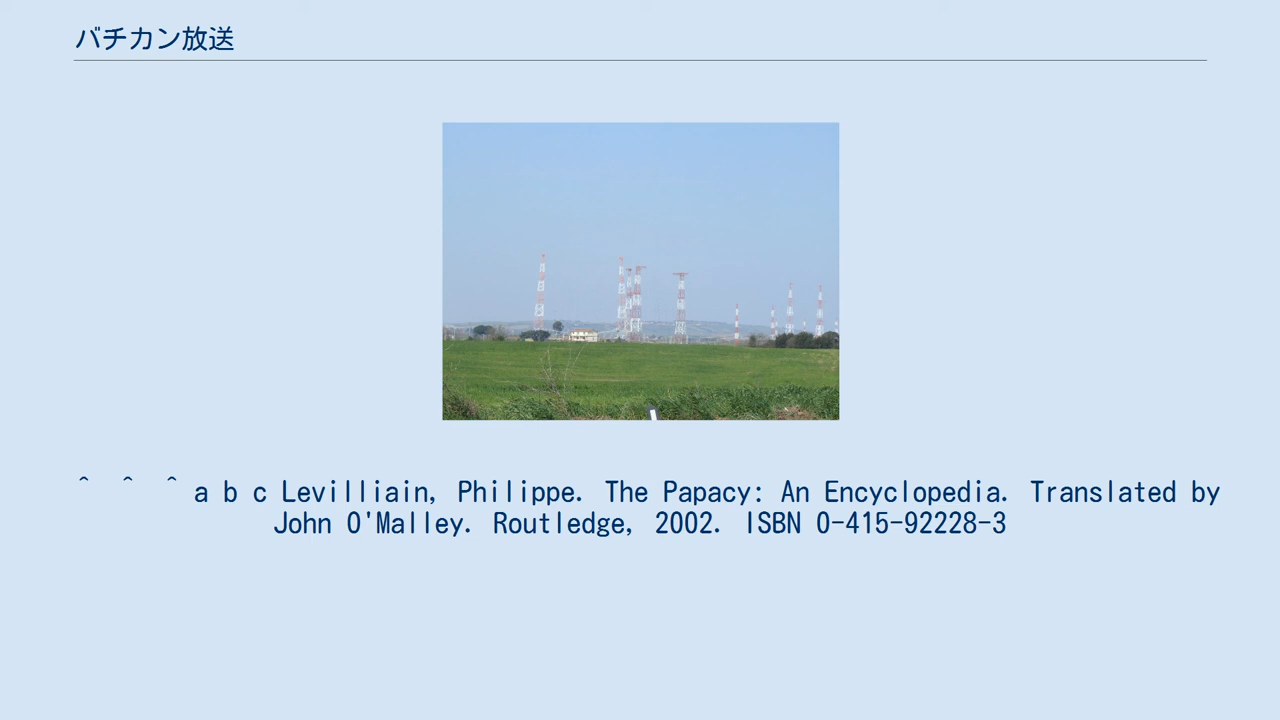 バチカン放送
^ ^ ^ a b c Levilliain, Philippe. The Papacy: An Encyclopedia. Translated by
John O'Malley. Routledge, 2002. ISBN 0-415-92228-3